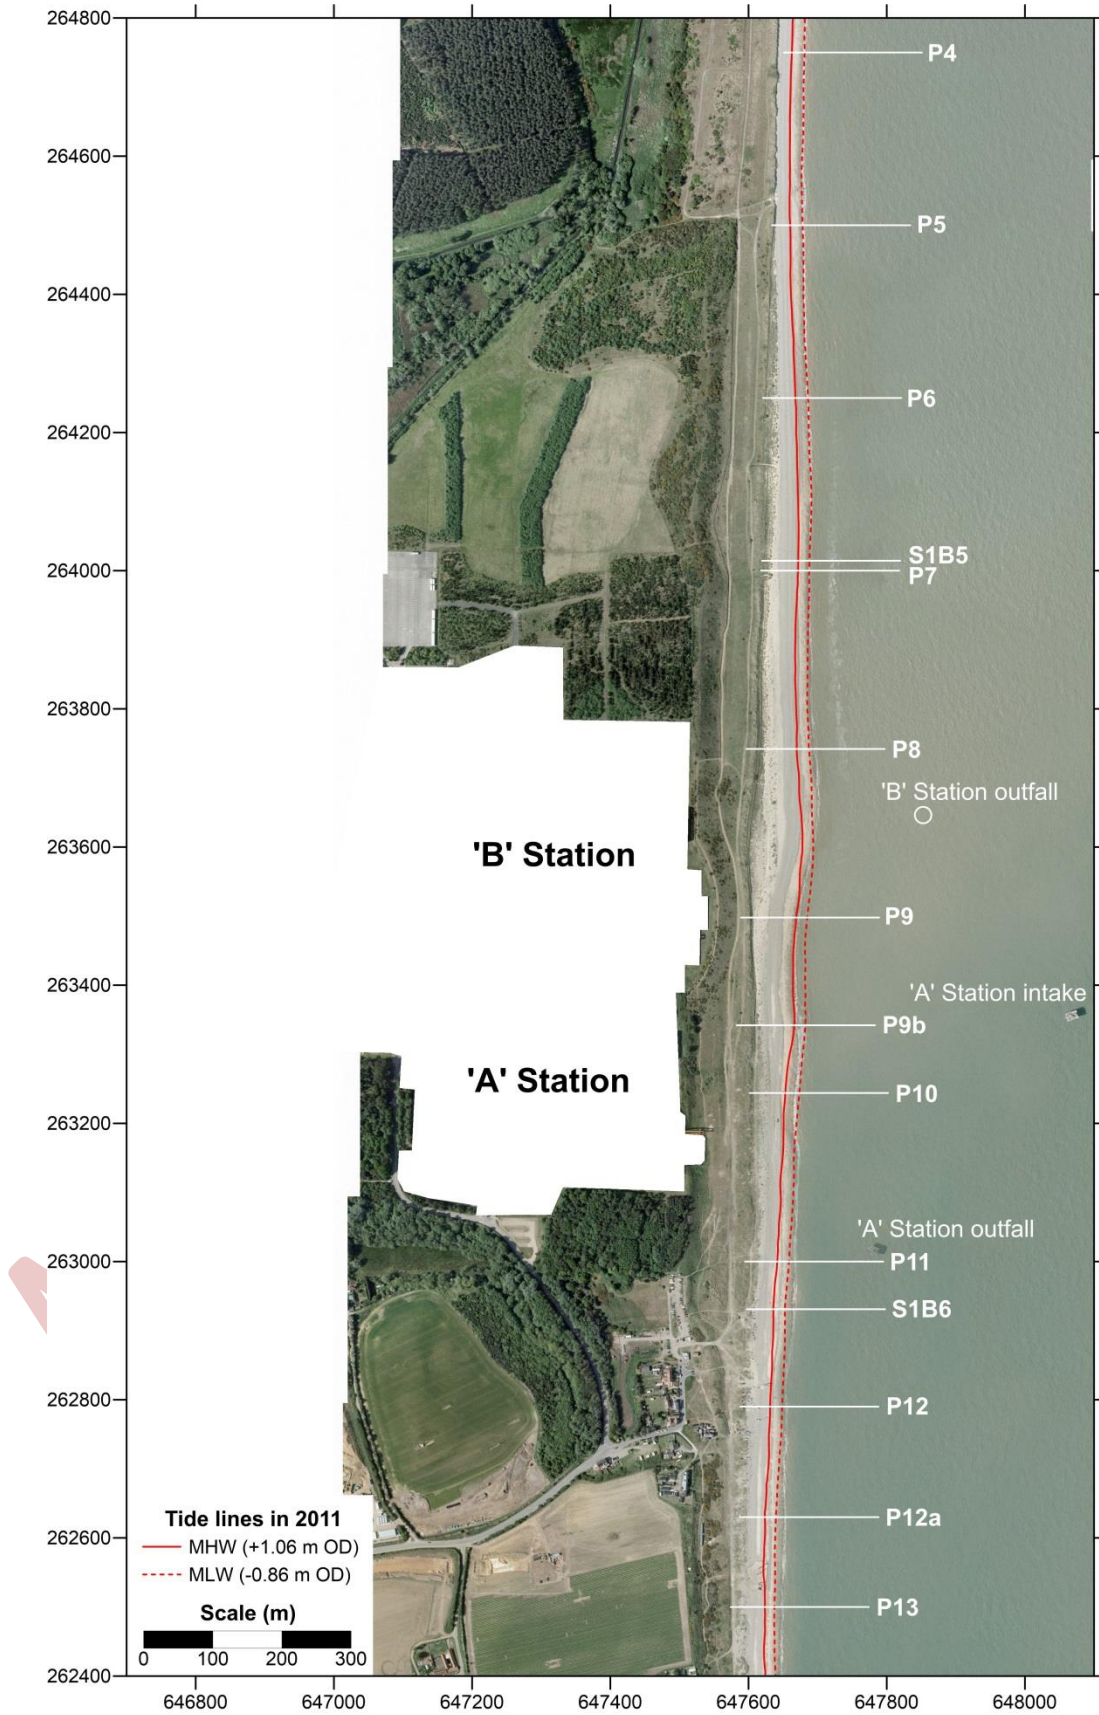 264800
P4
264600
P5
264400
P6
264200
S1B5
264000
P7
263800
P8
'B' Station outfall
'B' Station
263600
P9
263400
'A' Station intake
P9b
'A' Station
P10
263200
'A' Station outfall
263000
P11
S1B6
262800
P12
P12a
262600
P13
Tide lines in 2011
MHW (+1.06 m OD)
MLW (-0.86 m OD)
Scale (m)
0 100 200 300
262400
646800 647000 647200 647400 647600 647800 648000